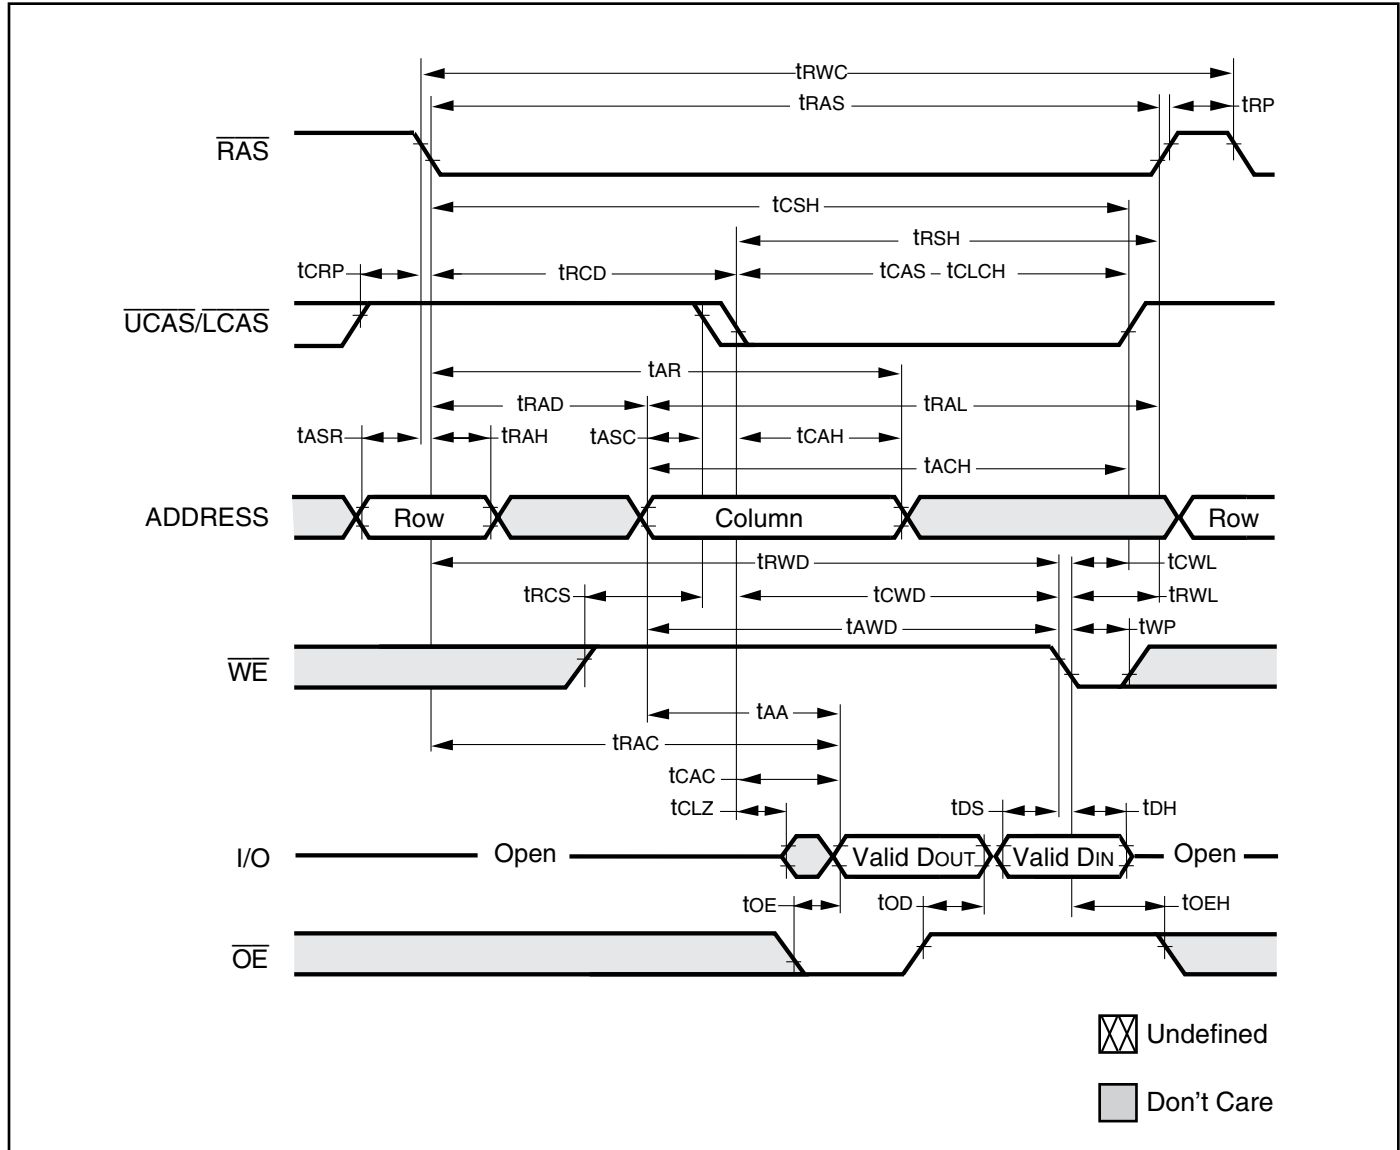 tRWC
tRAS
tRP
RAS
tCSH
tRSH
tCRP
tRCD
tCAS – tCLCH
UCAS/LCAS
tAR
tRAD
tRAL
tASR
tRAH
tASC
tCAH
tACH
ADDRESS
Row
Column
Row
tRWD
tCWL
tRCS
tCWD
tRWL
tAWD
tWP
WE
tAA
tRAC
tCAC
tCLZ
tDS
tDH
I/O
Open
Valid DOUT
Valid DIN
Open
tOE
tOD
tOEH
OE
Undefined
Don't Care